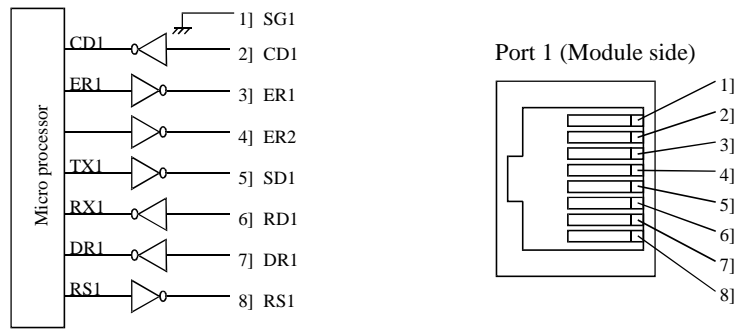 1] SG1
CD1 2] CD1
ER1 3] ER1
4] ER2
TX1 5] SD1
RX1 6] RD1
DR1 7] DR1
RS1 8] RS1
Micro processor
Port 1 (Module side)
1]
2]
3]
4]
5]
6]
7]
8]